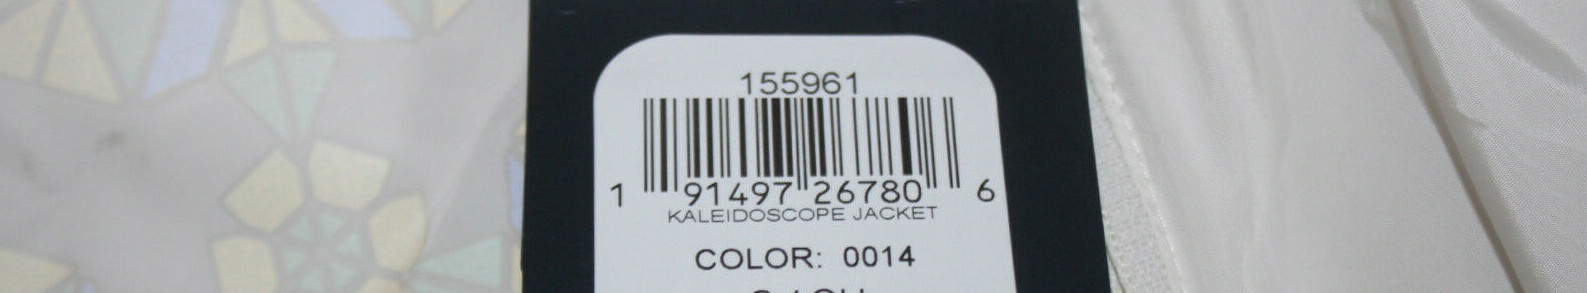 155961
1 91497 26780 6
KALEIDOSCOPE JACKET
COLOR: 0014